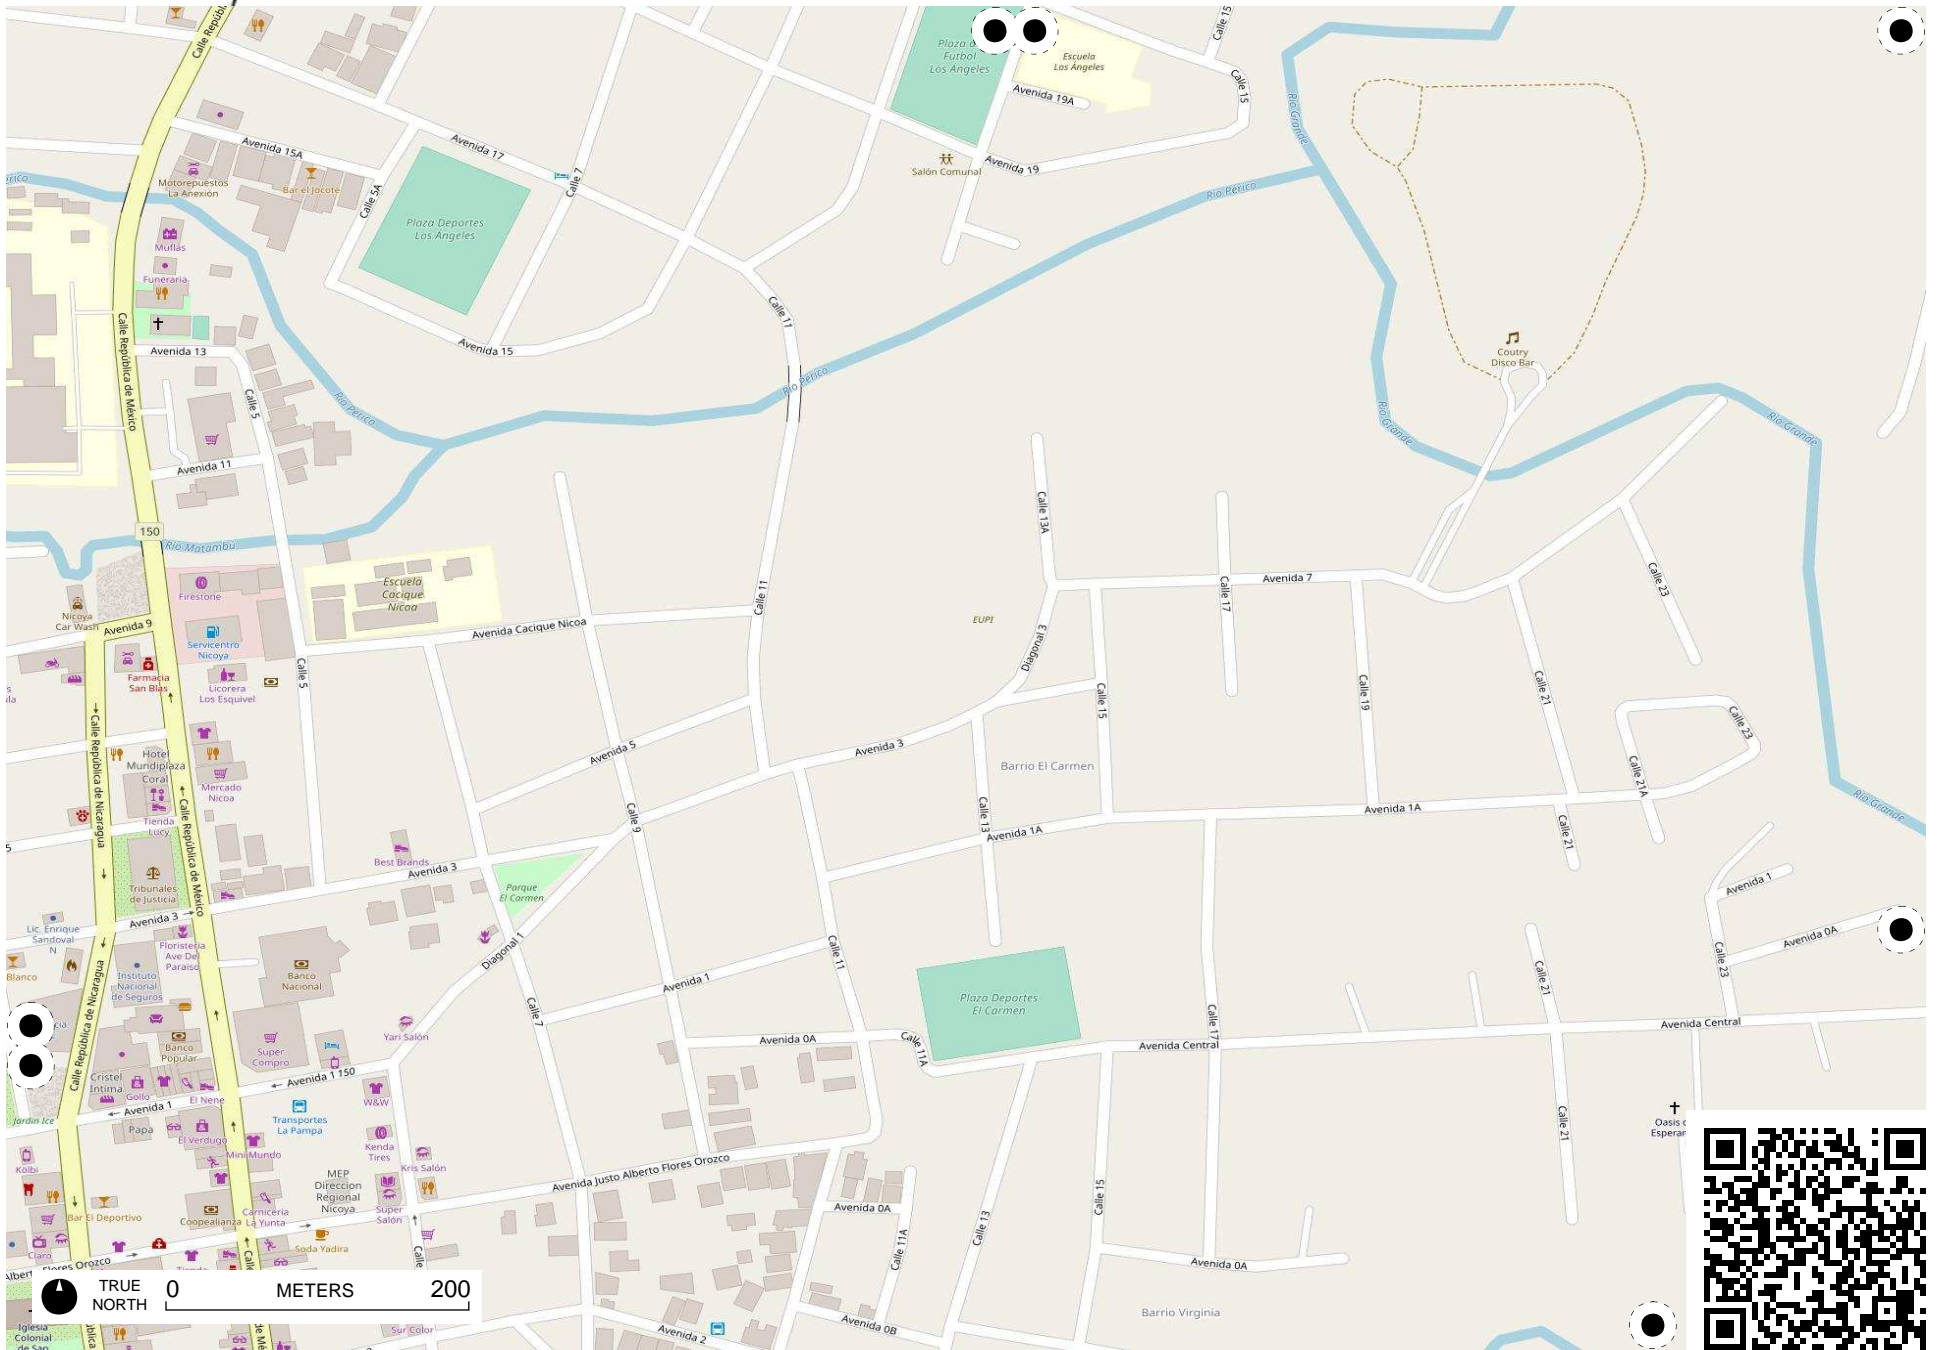 Calle Repúbl
Plaza d
Futbol
Los Ángeles
Escuela
Los Ángeles
Calle 15
Calle 15
Avenida 19A
Río Grande
Avenida 15A
Avenida 17
Avenida 19
Salón Comunal
Motorepuestos
La Anexión
Bar el Jocote
Calle 5A
Calle 7
Río Perico
Plaza Deportes
Los Ángeles
Muflas
Funeraria
Calle 11
Calle República de México
Avenida 13
Avenida 15
Coutry
Disco Bar
Río Perico
Río Perico
Calle 5
Río Grande
Río Grande
Avenida 11
Calle 13A
150
Río Matambú
Escuela
Cacique
Nicoa
Firestone
Nicoya
Car Wash
Avenida 9
Servicentro
Nicoya
Avenida Cacique Nicoa
Calle 11
EUPI
Avenida 7
Calle 17
Calle 23
Diagonal 3
Farmacia
San Blas
Licorera
Los Esquivel
Calle 5
Calle 15
Calle 19
Calle 21
Calle República de Nicaragua
Hotel
Mundiplaza
Coral
Mercado
Nicoa
Avenida 5
Avenida 3
Barrio El Carmen
Calle 23
Calle 21A
Tienda
Lucy
Calle República de México
Calle 9
Calle 13
Avenida 1A
Avenida 1A
Calle 21
Río Grande
Best Brands
Avenida 3
Tribunales
de Justicia
Parque
El Carmen
Avenida 1
Avenida 3
Lic. Enrique
Sandoval
N
Floristeria
Ave Del
Paraiso
Diagonal 1
Calle 11
Avenida 0A
Blanco
Instituto
Nacional
de Seguros
Banco
Nacional
Avenida 1
Calle 7
Plaza Deportes
El Carmen
Calle 21
Calle 23
Calle República de Nicaragua
Yari Salón
Avenida 0A
Calle 11A
Calle 17
Avenida Central
Avenida Central
Banco
Popular
Super
Compro
Cristel
Intima
Gollo
El Nene
Avenida 1 150
W&W
Avenida 1
Jardin Ice
Papa
Transportes
La Pampa
El Verdugo
Mini Mundo
Kenda
Tires
Kris Salón
Calle 21
Kolbi
MEP
Direccion
Regional
Nicoya
Avenida Justo Alberto Flores Orozco
Super
Salón
Bar El Deportivo
Coopealianza
Carniceria
La Yunta
Soda Yadira
Calle
Claro
Avenida 0A
Calle 11A
Calle 13
Calle 15
Avenida 0A
Flores Orozco
TRUE
NORTH
0 METERS 200
Iglesia
Colonial
de San
Sur Color
Avenida 2
Avenida 0B
Barrio Virginia